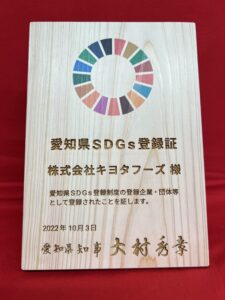 愛知県SDGs登録証
株式会社キヨタフーズ 様
愛知県SDGs登録制度の登録企業・団体等
として登録されたことを証します。
2022年10月3日
愛知県知事 大村秀章